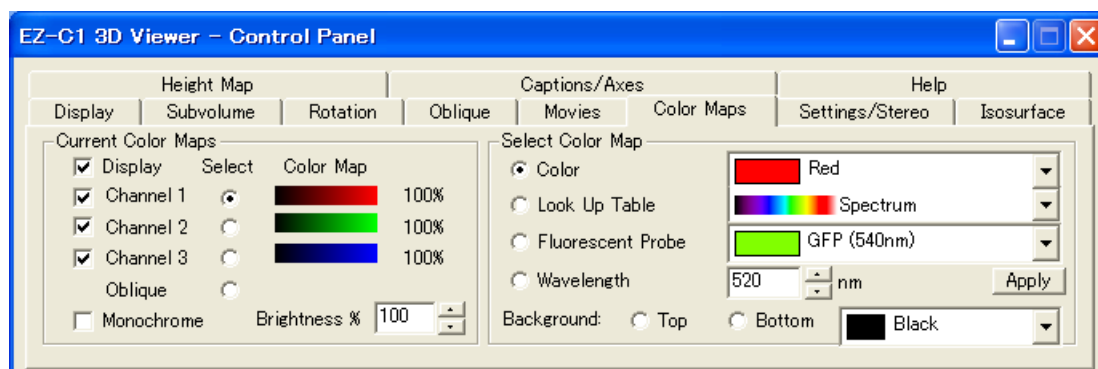 EZ-C1 3D Viewer - Control Panel
Height Map Captions/Axes Help
Display Subvolume Rotation Oblique Movies Color Maps Settings/Stereo Isosurface
Current Color Maps
Display Select Color Map
Channel 1 100%
Channel 2 100%
Channel 3 100%
Oblique
Monochrome Brightness % 100
Select Color Map
Color Red
Look Up Table Spectrum
Fluorescent Probe GFP (540nm)
Wavelength 520 nm Apply
Background: Top Bottom Black